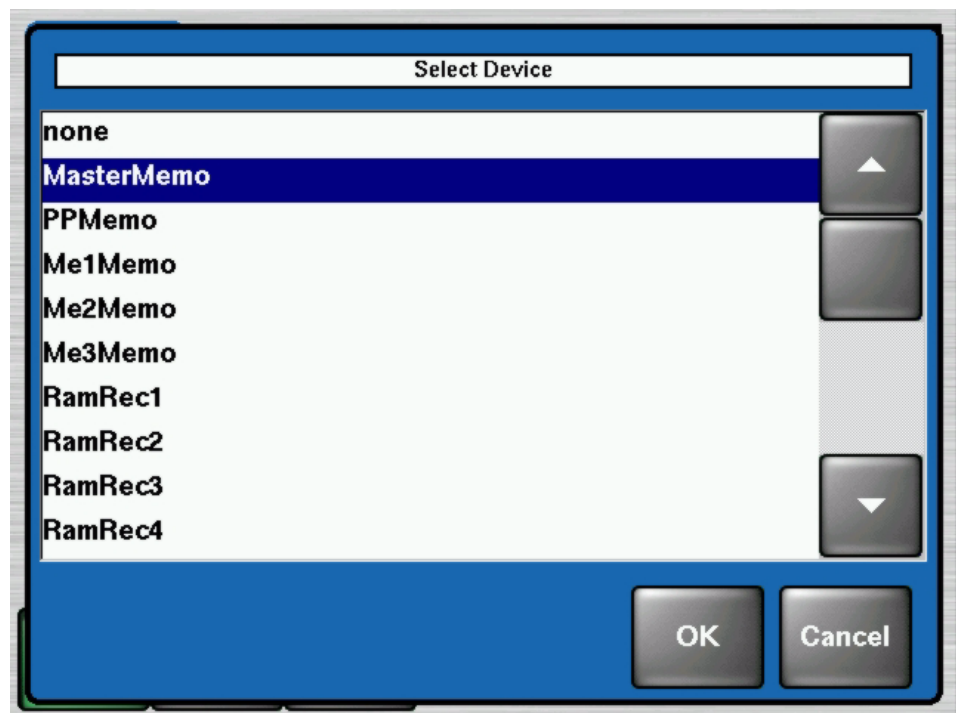 Select Device
none
MasterMemo
PPMemo
Me1Memo
Me2Memo
Me3Memo
RamRec1
RamRec2
RamRec3
RamRec4
OK
Cancel